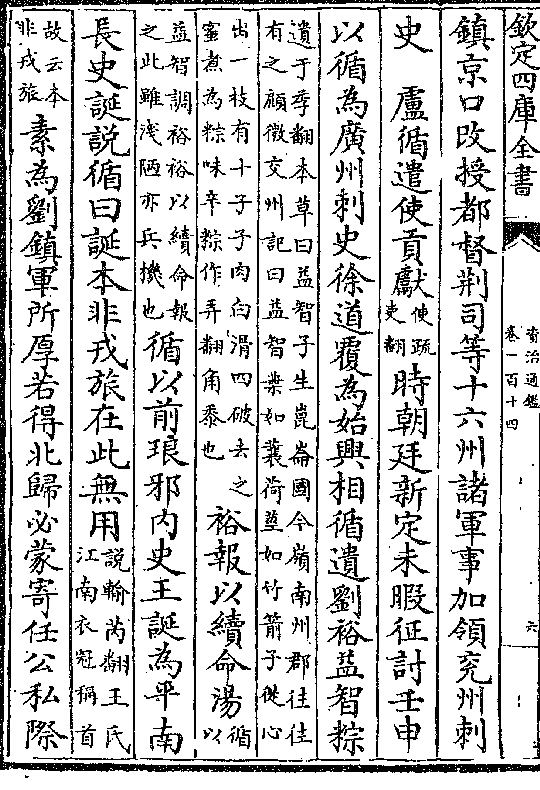 欽定四庫全書
資治通鑑
卷一百十四
六
鎮京口改授都督荆司等十六州諸軍事加領兖州刺
史　盧循遣使貢獻使疏吏翻時朝廷新定未暇征討壬申
以循為廣州刺史徐道覆為始興相循遺劉裕益智粽
遺于季翻本草曰益智子生崑崙國今嶺南州郡往往
有之顧微交州記曰益智葉如蘘荷莖如竹箭子從心
出一枝有十子子肉白滑四破去之
蜜煮為粽味辛粽作弄翻角黍也
裕報以續命湯循以
益智調裕裕以續命報
之此雖淺陋亦兵機也
循以前琅邪内史王誕為平南
長史誕説循曰誕本非戎旅在此無用説輸芮翻王氏
江南衣冠稱首
故云本
非戎旅
素為劉鎮軍所厚若得北歸必蒙寄任公私際